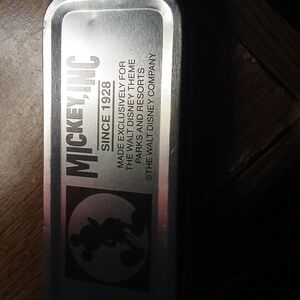 MICKEY, INC
SINCE 1928
MADE EXCLUSIVELY FOR
THE WALT DISNEY THEME
PARKS AND RESORTS
©THE WALT DISNEY COMPANY